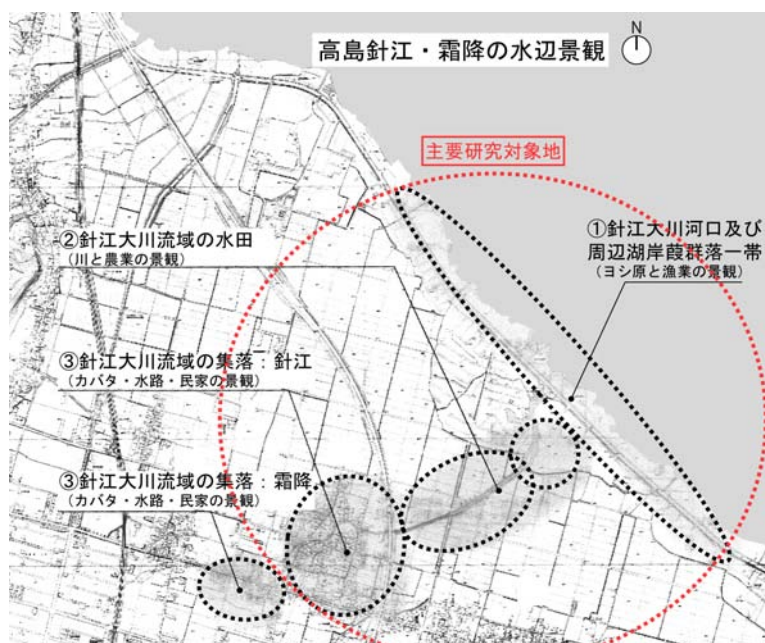 高島針江・霜降の水辺景観
N
主要研究対象地
①針江大川河口及び
周辺湖岸葭群落一帯
（ヨシ原と漁業の景観）
②針江大川流域の水田
（川と農業の景観）
③針江大川流域の集落：針江
（カバタ・水路・民家の景観）
③針江大川流域の集落：霜降
（カバタ・水路・民家の景観）